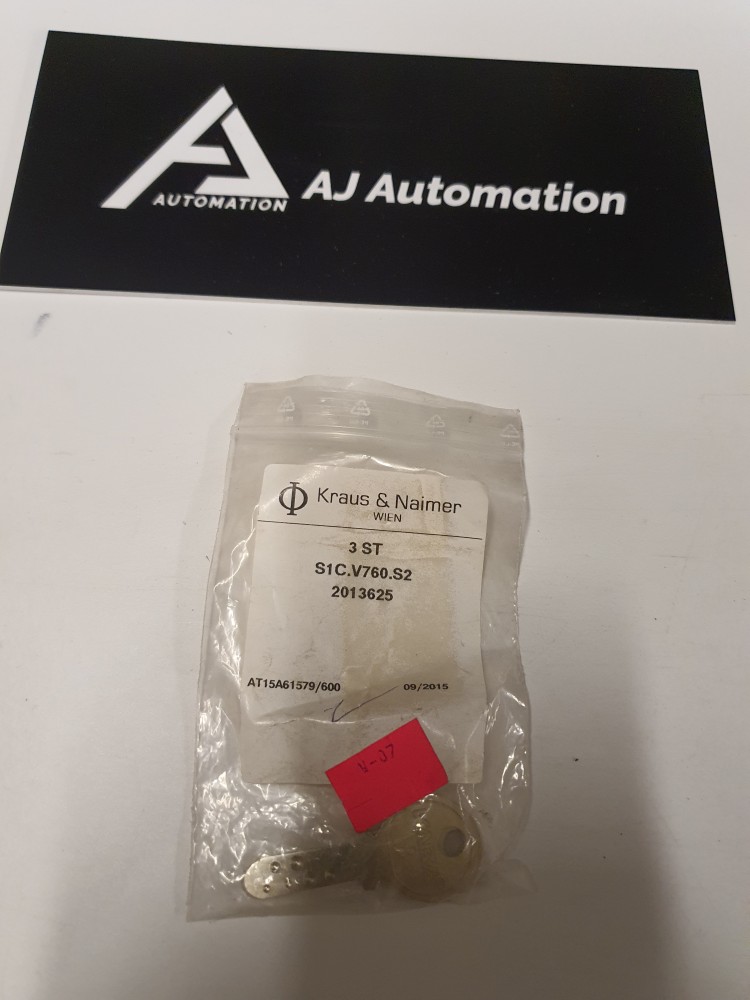 AUTOMATION
AJ Automation
Kraus & Naimer
WIEN
3 ST
S1C.V760.S2
2013625
AT15A61579/600 09/2015